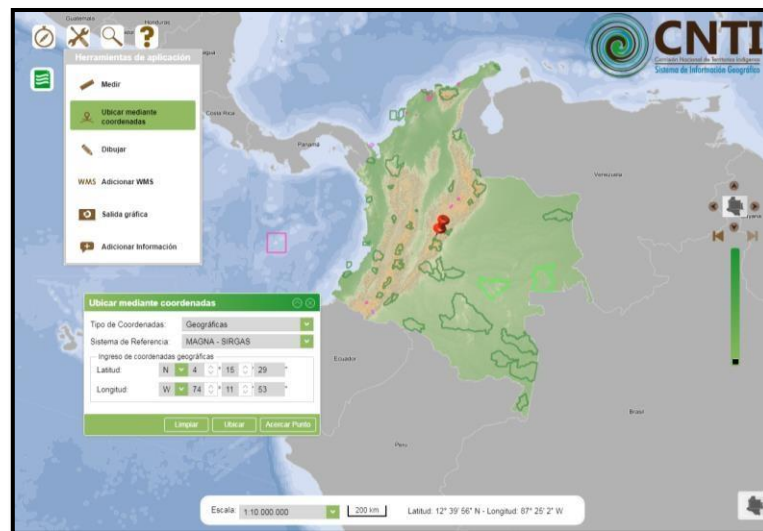 Guatemala
Honduras
CNTI
Comisión Nacional de Territorios Indígenas
Sistema de Información Geográfico
Herramientas de aplicación
Medir
Ubicar mediante
coordenadas
Dibujar
WMS Adicionar WMS
Salida gráfica
Adicionar Información
Costa Rica
Panamá
Venezuela
Ubicar mediante coordenadas
Tipo de Coordenadas: Geográficas
Sistema de Referencia: MAGNA - SIRGAS
Ingreso de coordenadas geográficas
Latitud: N 4 ° 15 ' 29 "
Longitud: W 74 ° 11 ' 53 "
Limpiar Ubicar Acercar Punto
Ecuador
Perú
Brasil
Escala: 1:10.000.000 200 km Latitud: 12° 39' 56" N - Longitud: 87° 25' 2" W